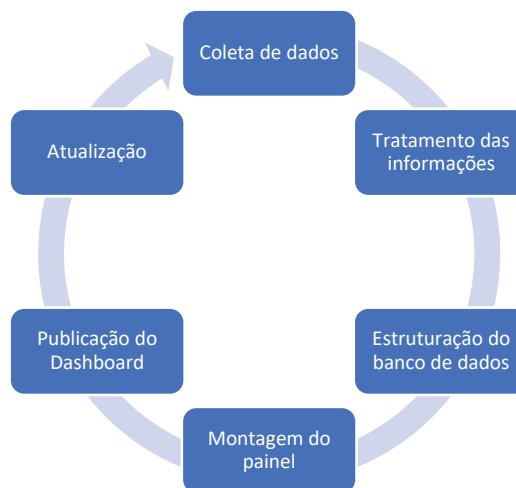 Coleta de dados
Tratamento das
informações
Estruturação do
banco de dados
Montagem do
painel
Publicação do
Dashboard
Atualização